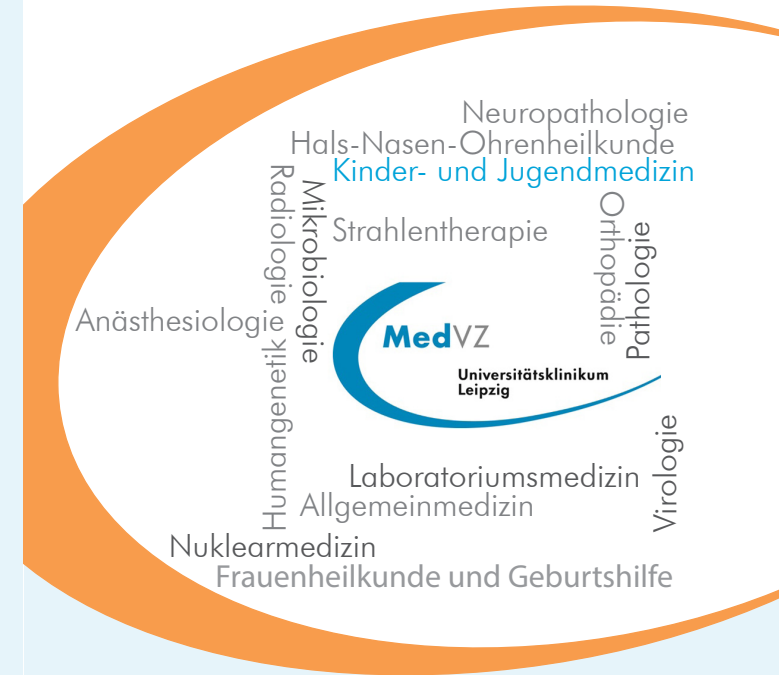 Neuropathologie
Hals-Nasen-Ohrenheilkunde
Kinder- und Jugendmedizin
Radiologie
Mikrobiologie
Strahlentherapie
Orthopädie
Pathologie
Anästhesiologie
MedVZ
Universitätsklinikum
Leipzig
Humangenetik
Laboratoriumsmedizin
Virologie
Allgemeinmedizin
Nuklearmedizin
Frauenheilkunde und Geburtshilfe